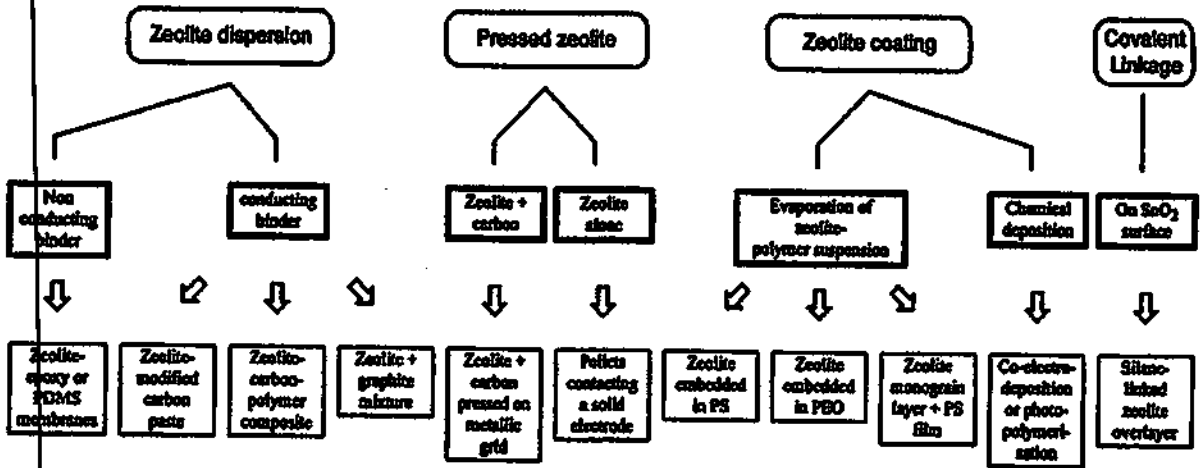 Zeolite dispersion
Pressed zeolite
Zeolite coating
Covalent
Linkage
Non
conducting
binder
conducting
binder
Zeolite +
carbon
Zeolite
alone
Evaporation of
zeolite-
polymer suspension
Chemical
deposition
On SnO₂
surface
Zeolite-
epoxy or
PDMS
membranes
Zeolite-
modified
carbon
paste
Zeolite-
carbon-
polymer
composite
Zeolite +
graphite
mixture
Zeolite +
carbon
pressed on
metallic
grid
Pellets
contacting
a solid
electrode
Zeolite
embedded
in PS
Zeolite
embedded
in PEO
Zeolite
monograin
layer + PS
film
Co-electro-
deposition
or photo-
polymeri-
sation
Silane-
linked
zeolite
overlayer